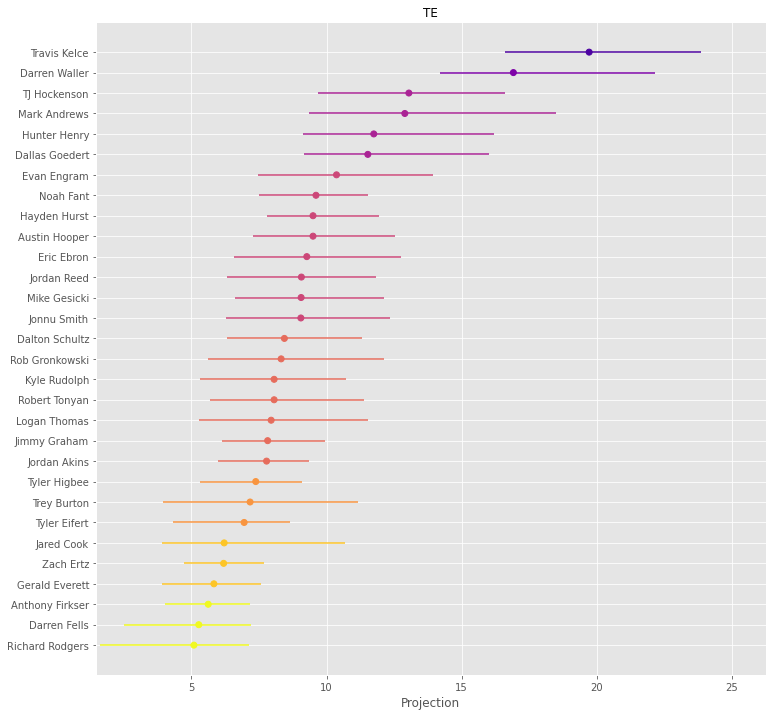 TE
Travis Kelce
Darren Waller
TJ Hockenson
Mark Andrews
Hunter Henry
Dallas Goedert
Evan Engram
Noah Fant
Hayden Hurst
Austin Hooper
Eric Ebron
Jordan Reed
Mike Gesicki
Jonnu Smith
Dalton Schultz
Rob Gronkowski
Kyle Rudolph
Robert Tonyan
Logan Thomas
Jimmy Graham
Jordan Akins
Tyler Higbee
Trey Burton
Tyler Eifert
Jared Cook
Zach Ertz
Gerald Everett
Anthony Firkser
Darren Fells
Richard Rodgers
5 10 15 20 25
Projection